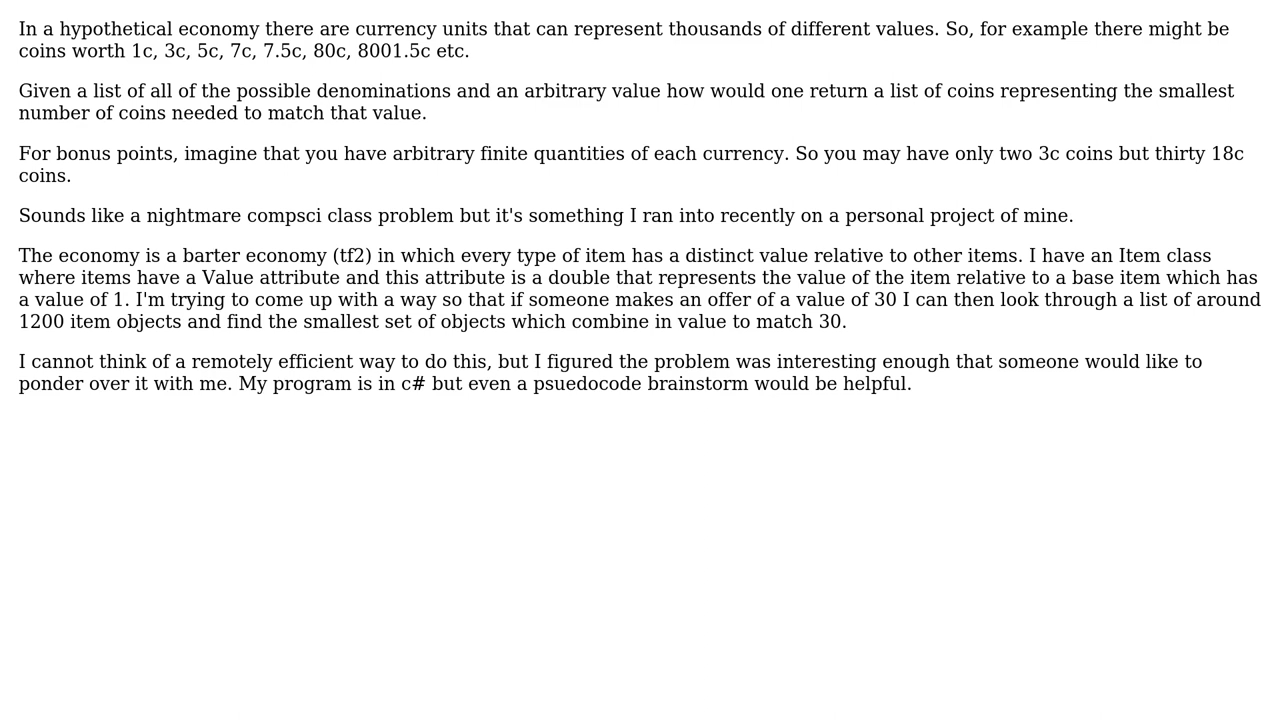 In a hypothetical economy there are currency units that can represent thousands of different values. So, for example there might be
coins worth 1c, 3c, 5c, 7c, 7.5c, 80c, 8001.5c etc.
Given a list of all of the possible denominations and an arbitrary value how would one return a list of coins representing the smallest
number of coins needed to match that value.
For bonus points, imagine that you have arbitrary finite quantities of each currency. So you may have only two 3c coins but thirty 18c
coins.
Sounds like a nightmare compsci class problem but it's something I ran into recently on a personal project of mine.
The economy is a barter economy (tf2) in which every type of item has a distinct value relative to other items. I have an Item class
where items have a Value attribute and this attribute is a double that represents the value of the item relative to a base item which has
a value of 1. I'm trying to come up with a way so that if someone makes an offer of a value of 30 I can then look through a list of around
1200 item objects and find the smallest set of objects which combine in value to match 30.
I cannot think of a remotely efficient way to do this, but I figured the problem was interesting enough that someone would like to
ponder over it with me. My program is in c# but even a psuedocode brainstorm would be helpful.